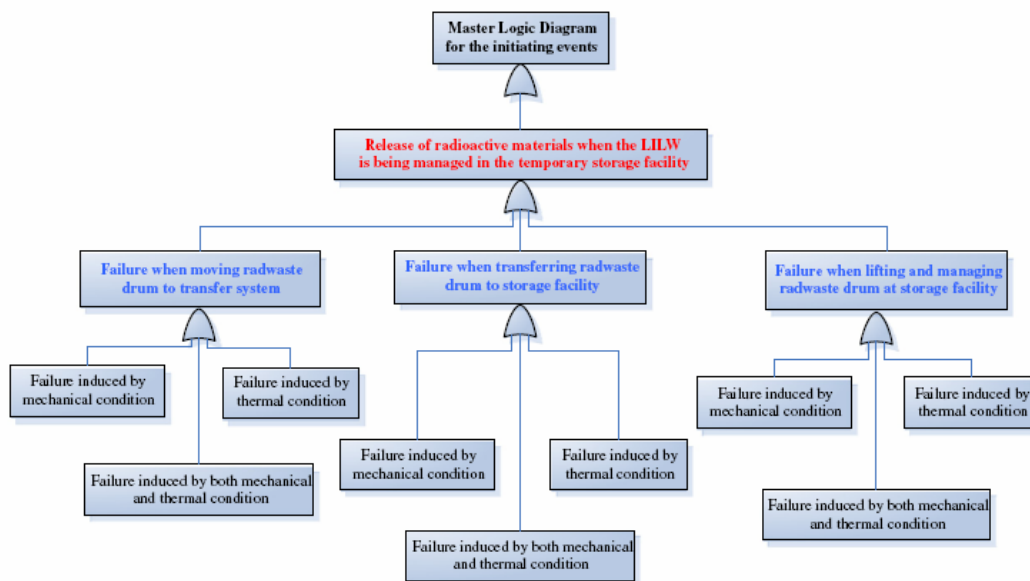 Master Logic Diagram
for the initiating events
Release of radioactive materials when the LILW
is being managed in the temporary storage facility
Failure when moving radwaste
drum to transfer system
Failure when transferring radwaste
drum to storage facility
Failure when lifting and managing
radwaste drum at storage facility
Failure induced by
mechanical condition
Failure induced by
thermal condition
Failure induced by both mechanical
and thermal condition
Failure induced by
mechanical condition
Failure induced by
thermal condition
Failure induced by both mechanical
and thermal condition
Failure induced by
mechanical condition
Failure induced by
thermal condition
Failure induced by both mechanical
and thermal condition